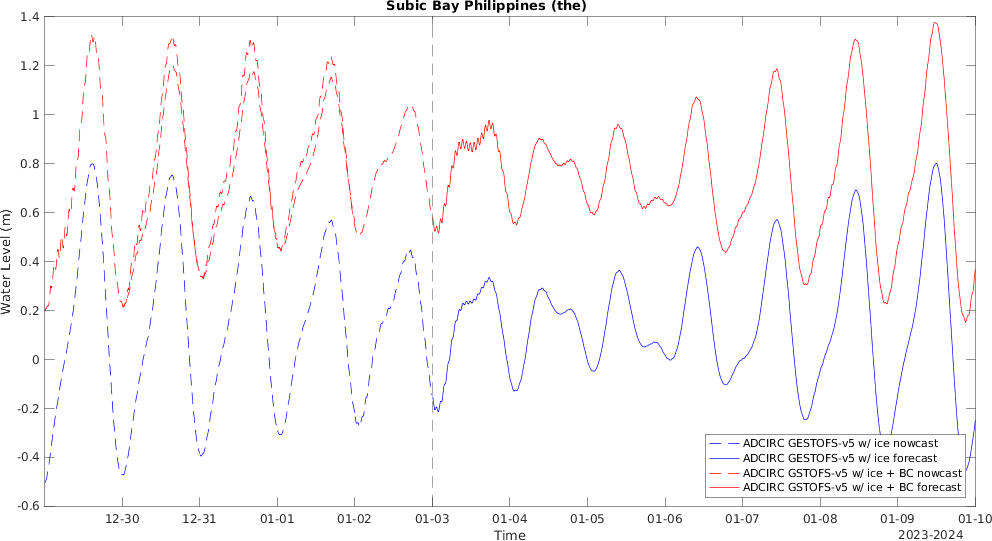 Subic Bay Philippines (the)
1.4
1.2
1
0.8
0.6
0.4
0.2
0
-0.2
-0.4
-0.6
Water Level (m)
ADCIRC GESTOFS-v5 w/ ice nowcast
ADCIRC GESTOFS-v5 w/ ice forecast
ADCIRC GSTOFS-v5 w/ ice + BC nowcast
ADCIRC GSTOFS-v5 w/ ice + BC forecast
12-30 12-31 01-01 01-02 01-03 01-04 01-05 01-06 01-07 01-08 01-09 01-10
Time
2023-2024